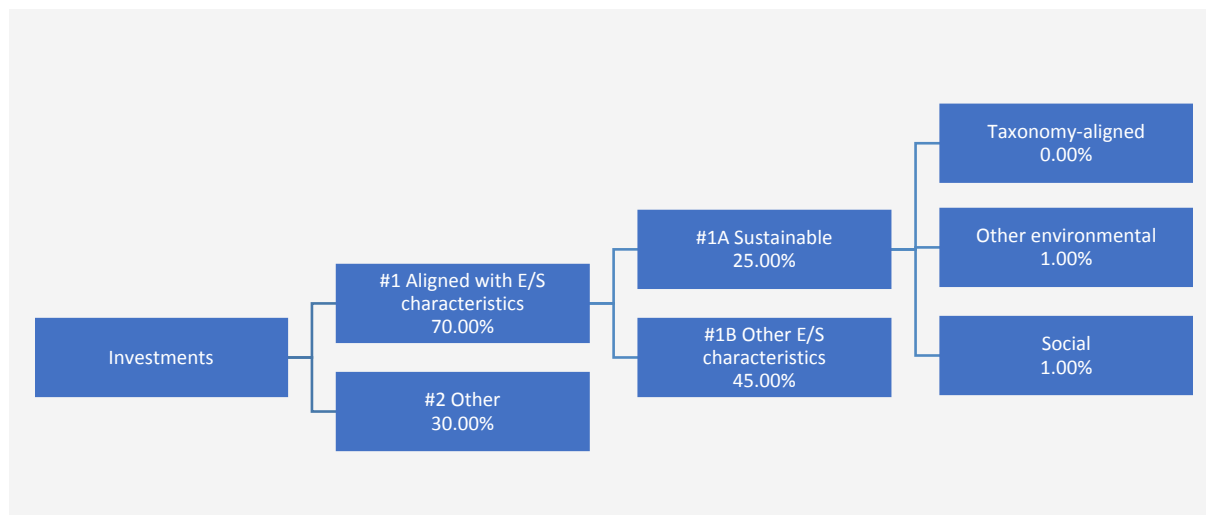 Investments
#1 Aligned with E/S
characteristics
70.00%
#2 Other
30.00%
#1A Sustainable
25.00%
#1B Other E/S
characteristics
45.00%
Taxonomy-aligned
0.00%
Other environmental
1.00%
Social
1.00%